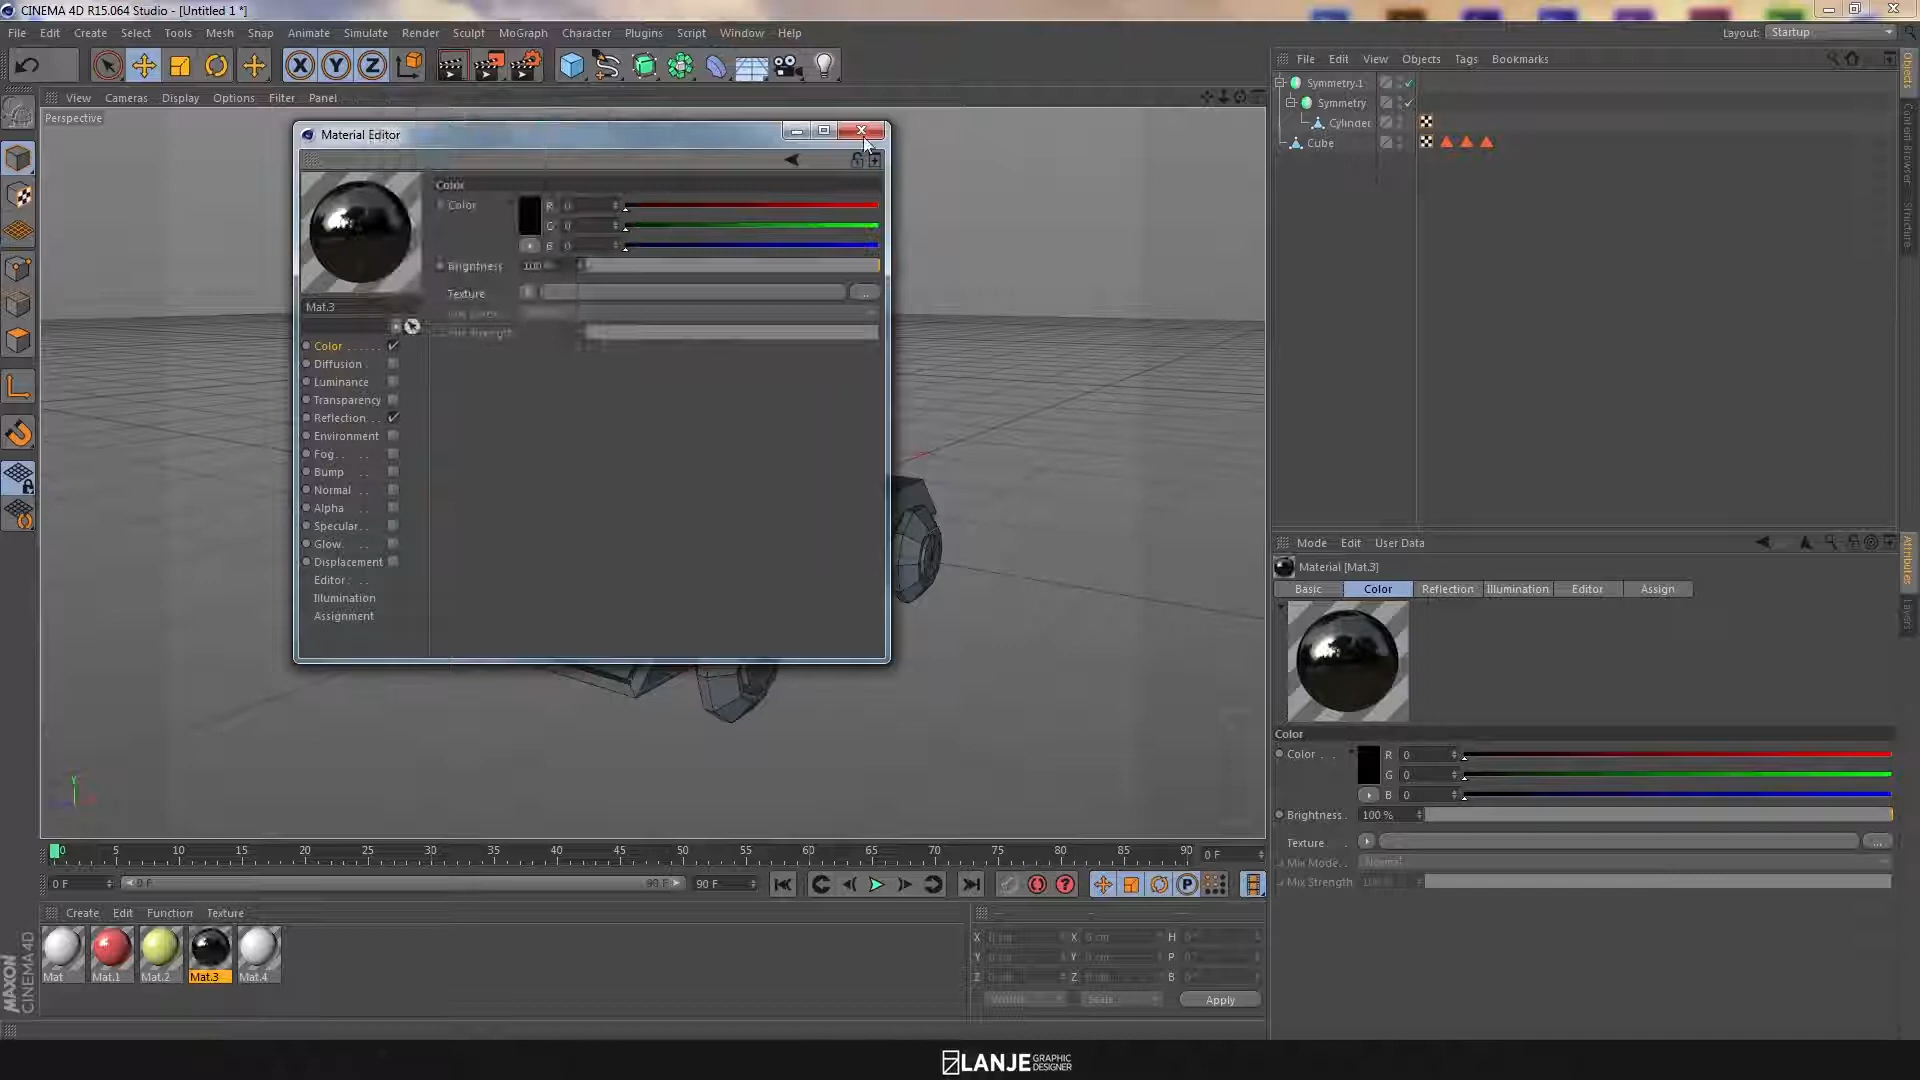 CINEMA 4D R15.064 Studio - [Untitled 1 *]
File Edit Create Select Tools Mesh Snap Animate Simulate Render Sculpt MoGraph Character Plugins Script Window Help
Layout: Startup
View Cameras Display Options Filter Panel
File Edit View Objects Tags Bookmarks
Perspective
Symmetry.1
Symmetry
Cylinder
Cube
Objects
Content Browser
Structure
Material Editor
Color
Color R 0
G 0
B 0
Brightness
Texture ...
Mat.3
Color
Diffusion
Luminance
Transparency
Reflection
Environment
Fog
Bump
Normal
Alpha
Specular
Glow
Displacement
Editor
Illumination
Assignment
Mode Edit User Data
Material [Mat.3]
Basic Color Reflection Illumination Editor Assign
Attributes
Layers
Color
Color R 0
G 0
B 0
Brightness 100 %
Texture ...
Mix Mode Normal
Mix Strength
0 5 10 15 20 25 30 35 40 45 50 55 60 65 70 75 80 85 90 0 F
0 F 0 F 90 F 90 F
Create Edit Function Texture
Mat Mat.1 Mat.2 Mat.3 Mat.4
X X H
Y Y P
Z Z B
Apply
MAXON
CINEMA 4D
LANJE GRAPHIC DESIGNER